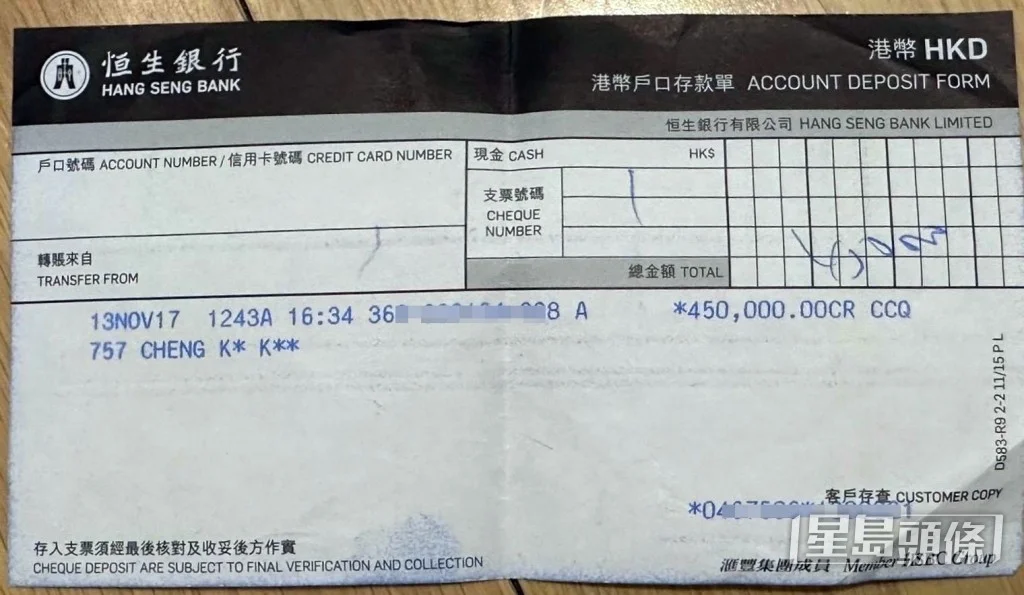 恒生銀行
HANG SENG BANK
港幣 HKD
港幣戶口存款單 ACCOUNT DEPOSIT FORM
恒生銀行有限公司 HANG SENG BANK LIMITED
戶口號碼 ACCOUNT NUMBER / 信用卡號碼 CREDIT CARD NUMBER
現金 CASH HK$
支票號碼
CHEQUE
NUMBER
轉賬來自
TRANSFER FROM
總金額 TOTAL
13NOV17 1243A 16:34 36 8 A *450,000.00CR CCQ
757 CHENG K* K**
D583-R9 2-2 11/15 P L
客戶存查 CUSTOMER COPY
星島頭條
存入支票須經最後核對及收妥後方作實
CHEQUE DEPOSIT ARE SUBJECT TO FINAL VERIFICATION AND COLLECTION
滙豐集團成員 Member HSBC Group